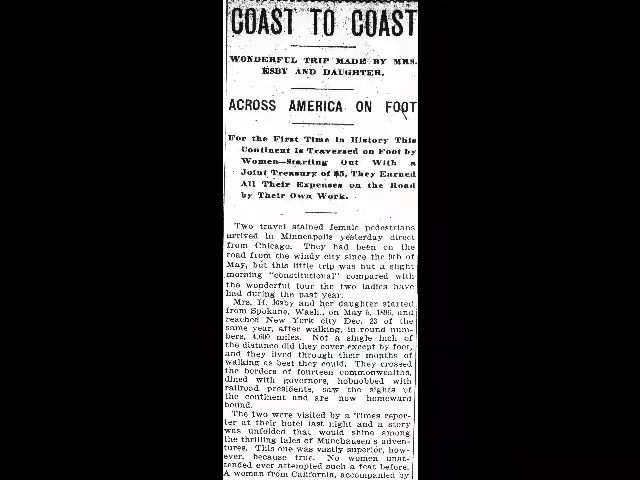 COAST TO COAST
WONDERFUL TRIP MADE BY MRS.
ESBY AND DAUGHTER.
ACROSS AMERICA ON FOOT
For the First Time in History This
Continent Is Traversed on Foot by
Women—Starting Out With a
Joint Treasury of $5, They Earned
All Their Expenses on the Road
by Their Own Work.
Two travel stained female pedestrians
arrived in Minneapolis yesterday direct
from Chicago. They had been on the
road from the windy city since the 8th of
May, but this little trip was but a slight
morning "constitutional" compared with
the wonderful tour the two ladies have
had during the past year.
Mrs. H. Esby and her daughter started
from Spokane, Wash., on May 5, 1896, and
reached New York city Dec. 23 of the
same year, after walking, in round num-
bers, 4,600 miles. Not a single inch of
the distance did they cover except by foot,
and they lived through their months of
walking as best they could. They crossed
the borders of fourteen commonwealths,
dined with governors, hobnobbed with
railroad presidents, saw the sights of
the continent and are now homeward
bound.
The two were visited by a Times repor-
ter at their hotel last night and a story
was unfolded that would shine among
the thrilling tales of Munchausen's adven-
tures. This one was vastly superior, how-
ever, because true. No women unat-
tended ever attempted such a feat before.
A woman from California, accompanied by